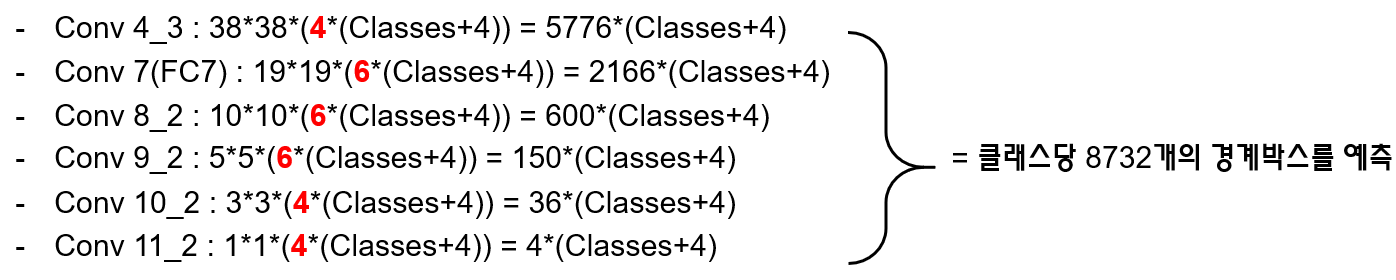 - Conv 4_3 : 38*38*(4*(Classes+4)) = 5776*(Classes+4)
- Conv 7(FC7) : 19*19*(6*(Classes+4)) = 2166*(Classes+4)
- Conv 8_2 : 10*10*(6*(Classes+4)) = 600*(Classes+4)
- Conv 9_2 : 5*5*(6*(Classes+4)) = 150*(Classes+4)
- Conv 10_2 : 3*3*(4*(Classes+4)) = 36*(Classes+4)
- Conv 11_2 : 1*1*(4*(Classes+4)) = 4*(Classes+4)
= 클래스당 8732개의 경계박스를 예측